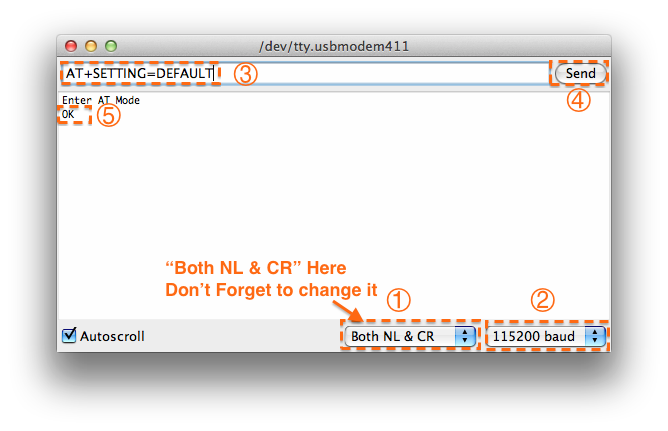 /dev/tty.usbmodem411
AT+SETTING=DEFAULT ③ Send
④
Enter AT Mode
OK ⑤
“Both NL & CR” Here
Don’t Forget to change it ① ②
Autoscroll Both NL & CR 115200 baud